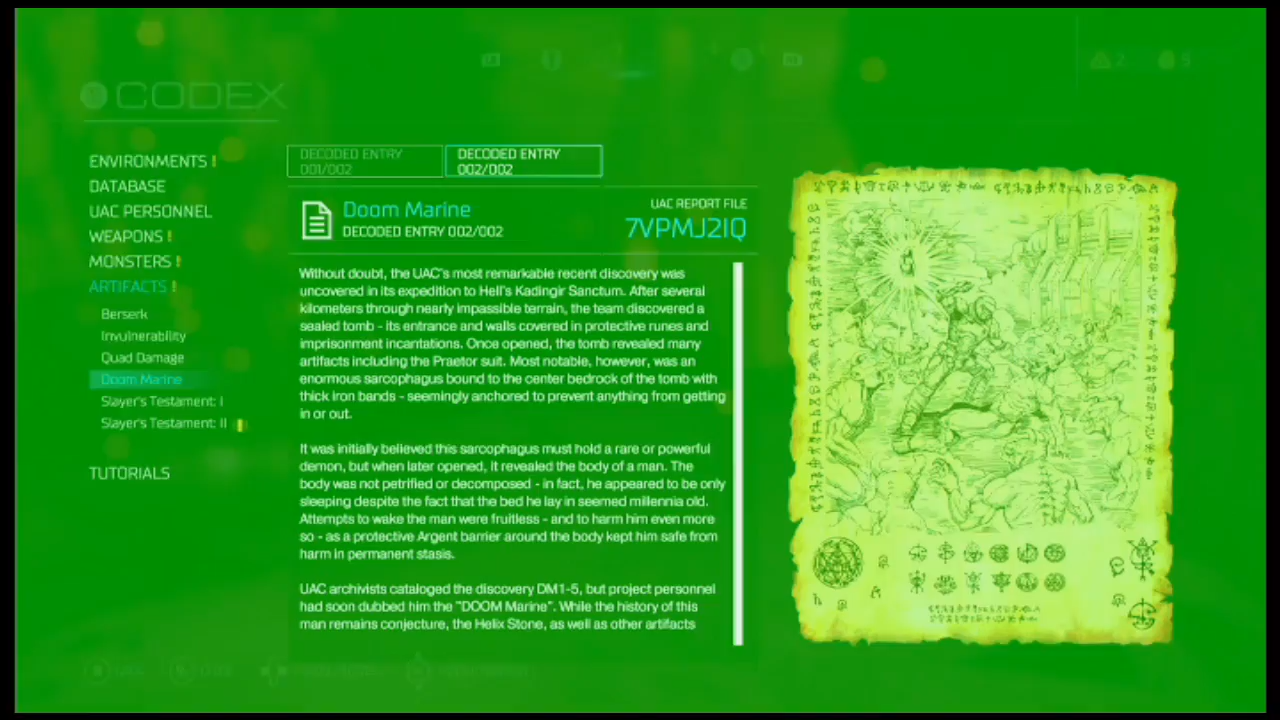 CODEX
ENVIRONMENTS !
DATABASE
UAC PERSONNEL
WEAPONS !
MONSTERS !
ARTIFACTS !
Berserk
Invulnerability
Quad Damage
Doom Marine
Slayer's Testament: I
Slayer's Testament: II !
TUTORIALS
DECODED ENTRY
001/002
DECODED ENTRY
002/002
Doom Marine
DECODED ENTRY 002/002
UAC REPORT FILE
7VPMJ2IQ
Without doubt, the UAC's most remarkable recent discovery was
uncovered in its expedition to Hell's Kadingir Sanctum. After several
kilometers through nearly impassible terrain, the team discovered a
sealed tomb - its entrance and walls covered in protective runes and
imprisonment incantations. Once opened, the tomb revealed many
artifacts including the Praetor suit. Most notable, however, was an
enormous sarcophagus bound to the center bedrock of the tomb with
thick iron bands - seemingly anchored to prevent anything from getting
in or out.
It was initially believed this sarcophagus must hold a rare or powerful
demon, but when later opened, it revealed the body of a man. The
body was not petrified or decomposed - in fact, he appeared to be only
sleeping despite the fact that the bed he lay in seemed millennia old.
Attempts to wake the man were fruitless - and to harm him even more
so - as a protective Argent barrier around the body kept him safe from
harm in permanent stasis.
UAC archivists cataloged the discovery DM1-5, but project personnel
had soon dubbed him the "DOOM Marine". While the history of this
man remains conjecture, the Helix Stone, as well as other artifacts